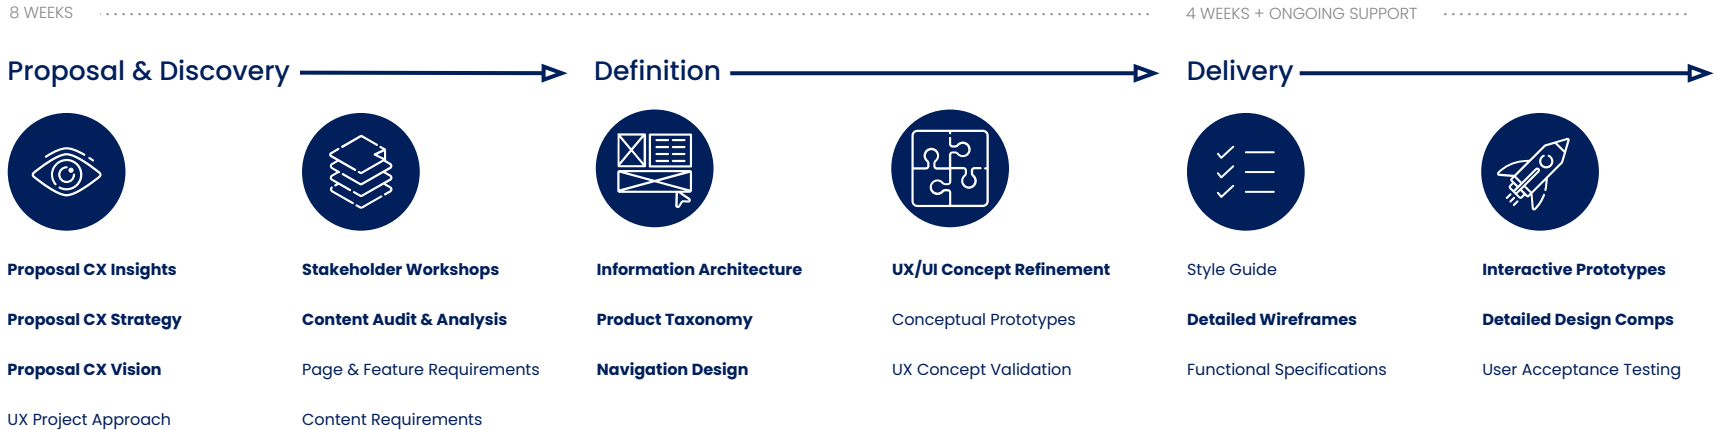 8 WEEKS
4 WEEKS + ONGOING SUPPORT
Proposal & Discovery
Definition
Delivery
Proposal CX Insights
Proposal CX Strategy
Proposal CX Vision
UX Project Approach
Stakeholder Workshops
Content Audit & Analysis
Page & Feature Requirements
Content Requirements
Information Architecture
Product Taxonomy
Navigation Design
UX/UI Concept Refinement
Conceptual Prototypes
UX Concept Validation
Style Guide
Detailed Wireframes
Functional Specifications
Interactive Prototypes
Detailed Design Comps
User Acceptance Testing